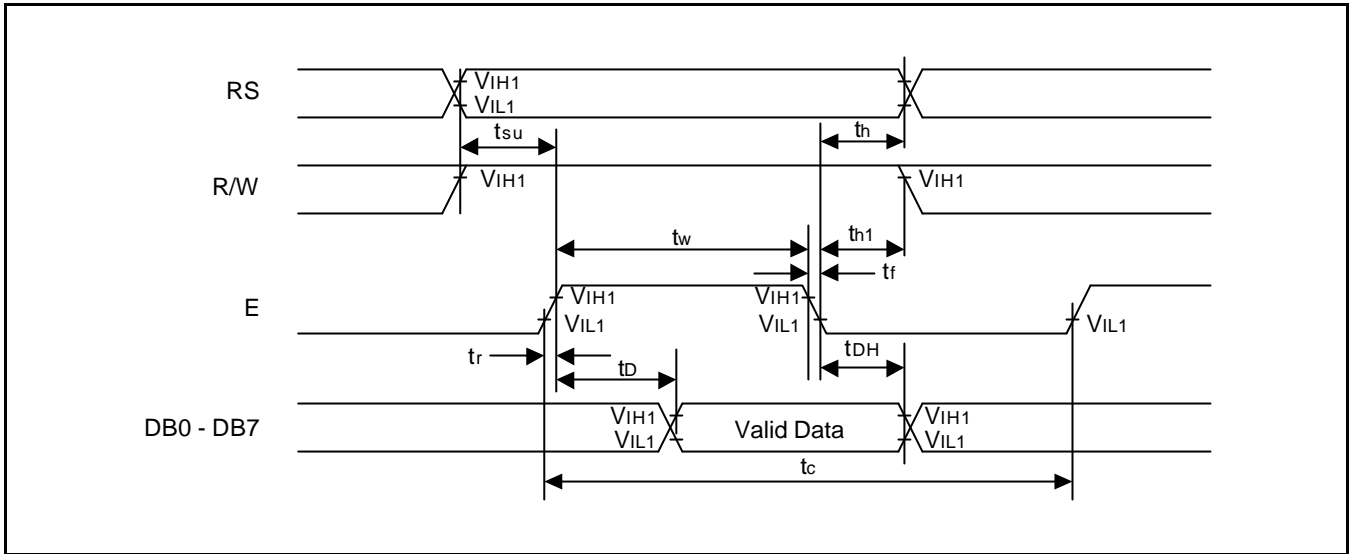 RS
VIH1
VIL1
tsu
th
R/W
VIH1
VIH1
tw
th1
tf
E
VIH1
VIH1
VIL1
VIL1
VIL1
tr
tD
tDH
DB0 - DB7
VIH1
VIL1
Valid Data
VIH1
VIL1
tc